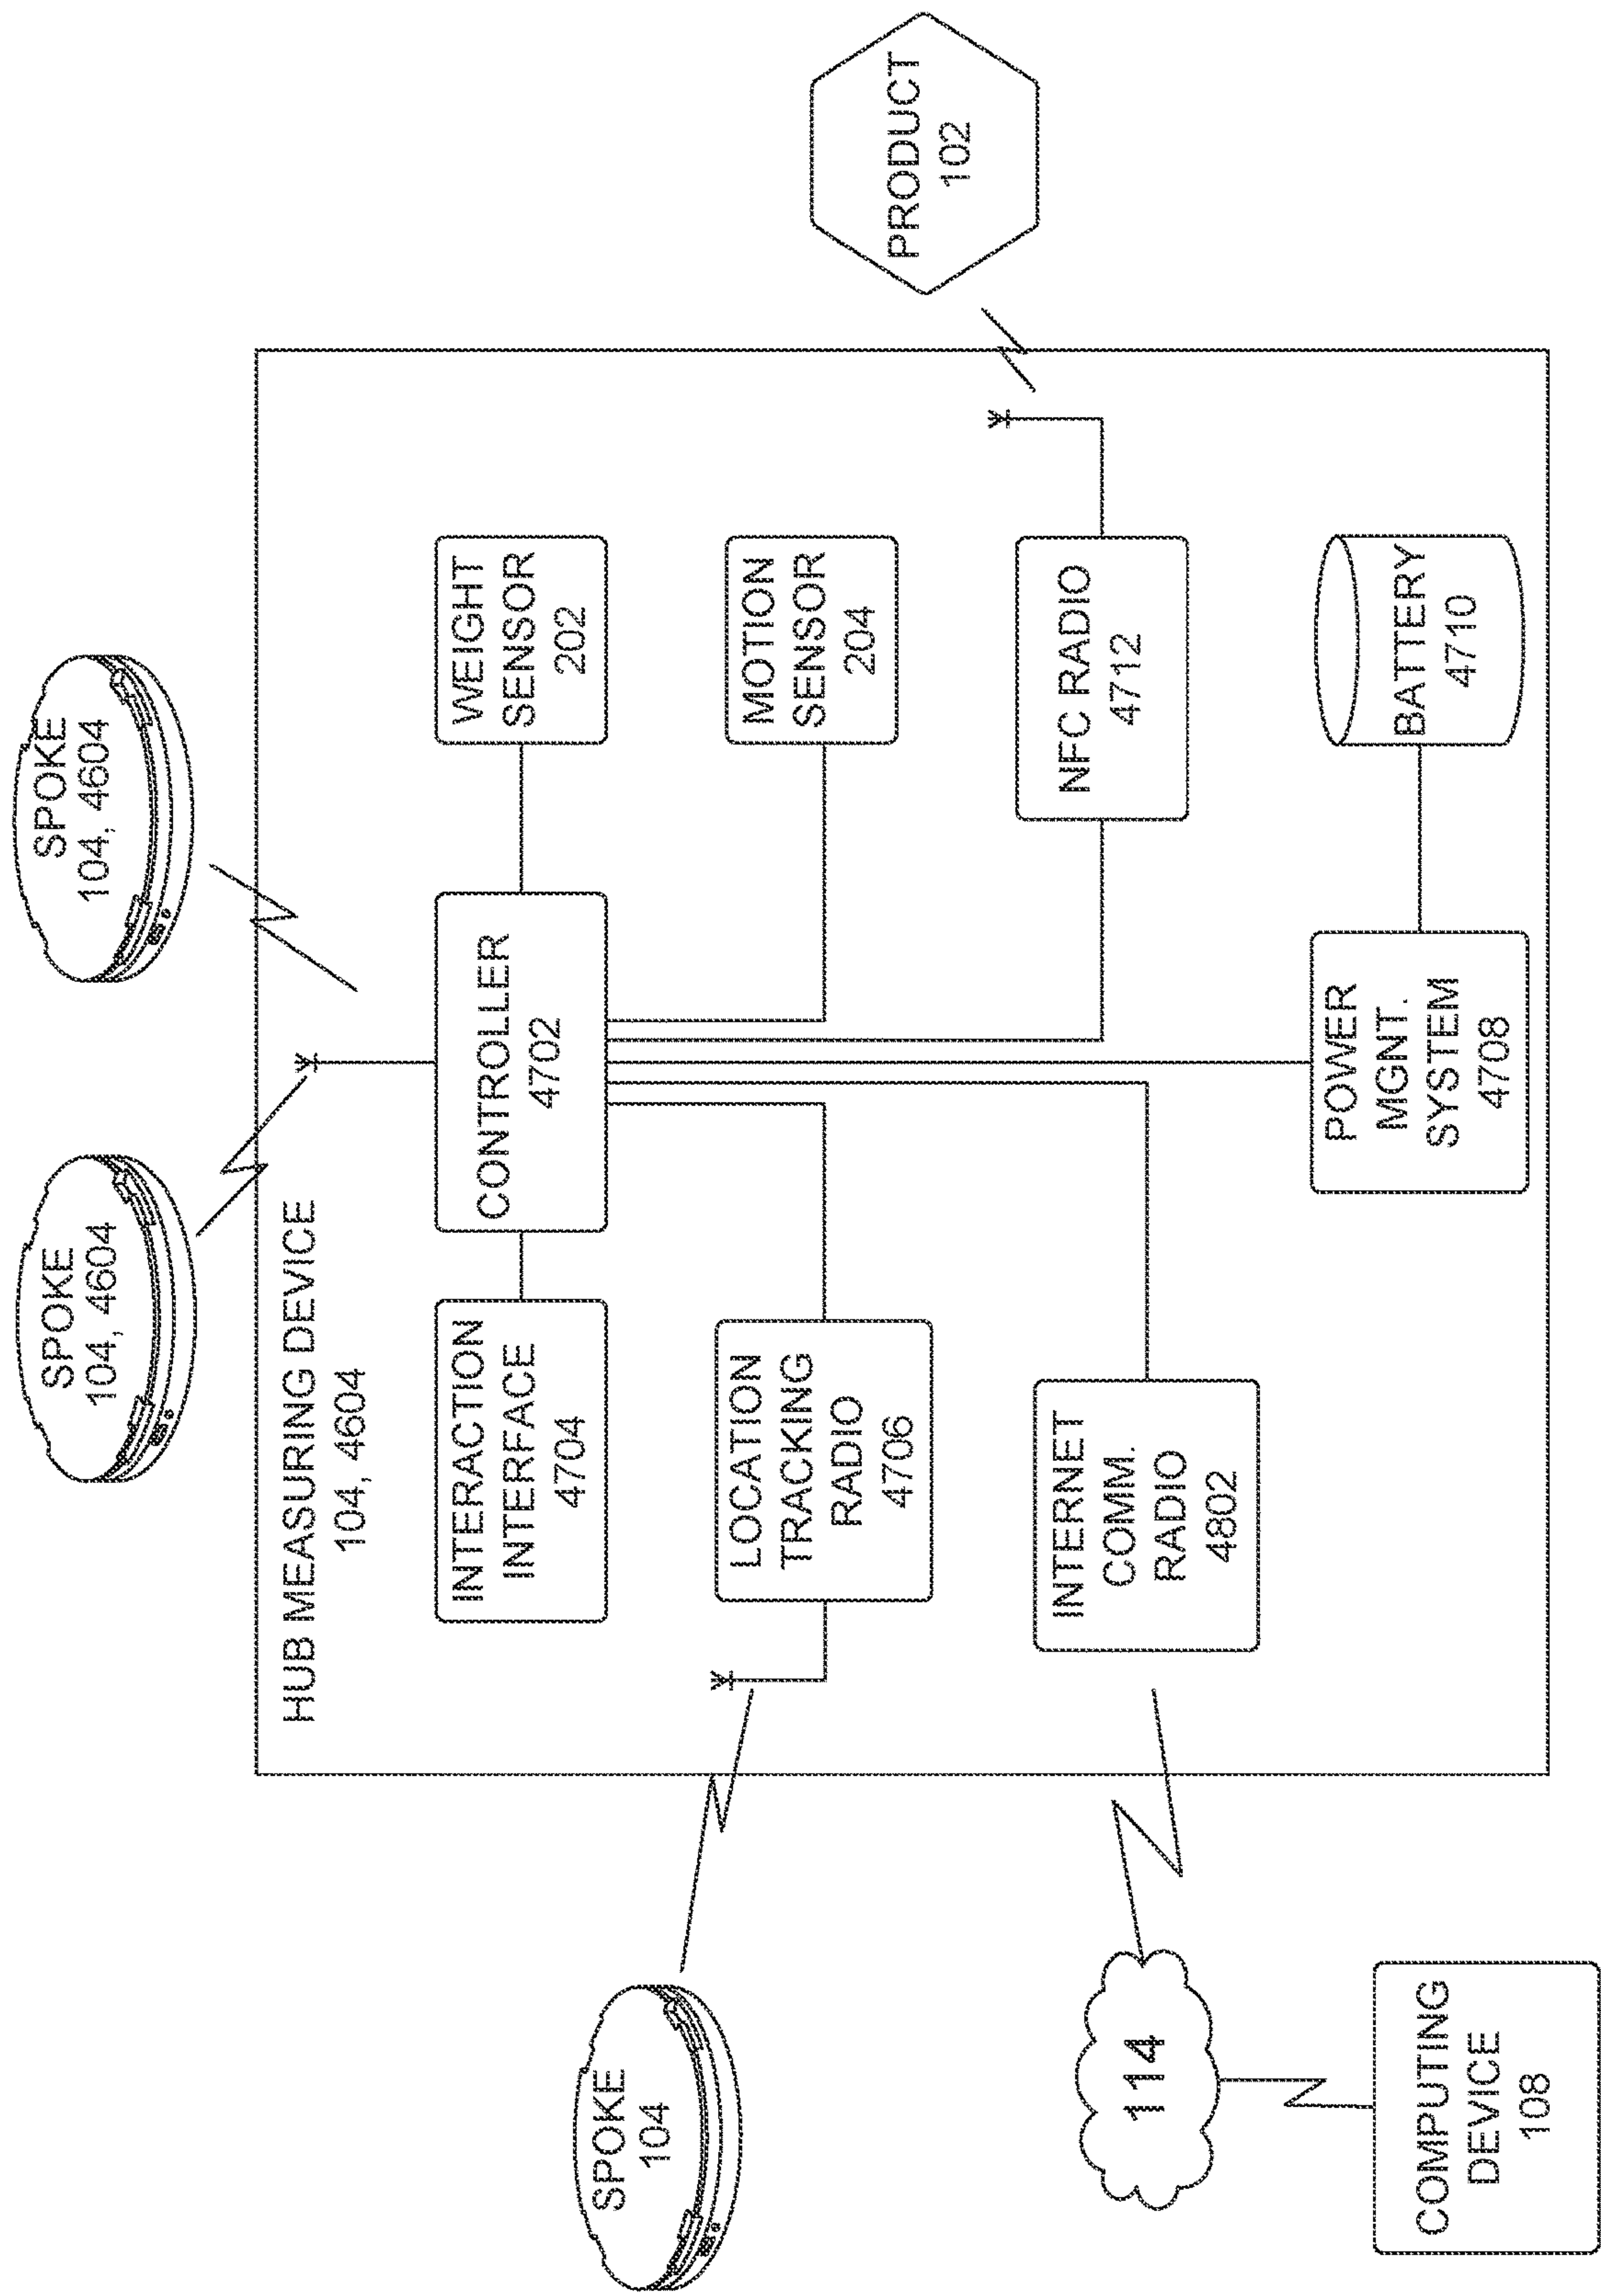 SPOKE
104, 4604
SPOKE
104, 4604
HUB MEASURING DEVICE
104, 4604
INTERACTION
INTERFACE
4704
CONTROLLER
4702
WEIGHT
SENSOR
202
SPOKE
104
LOCATION
TRACKING
RADIO
4706
MOTION
SENSOR
204
PRODUCT
102
INTERNET
COMM.
RADIO
4802
NFC RADIO
4712
114
POWER
MGNT.
SYSTEM
4708
BATTERY
4710
COMPUTING
DEVICE
108